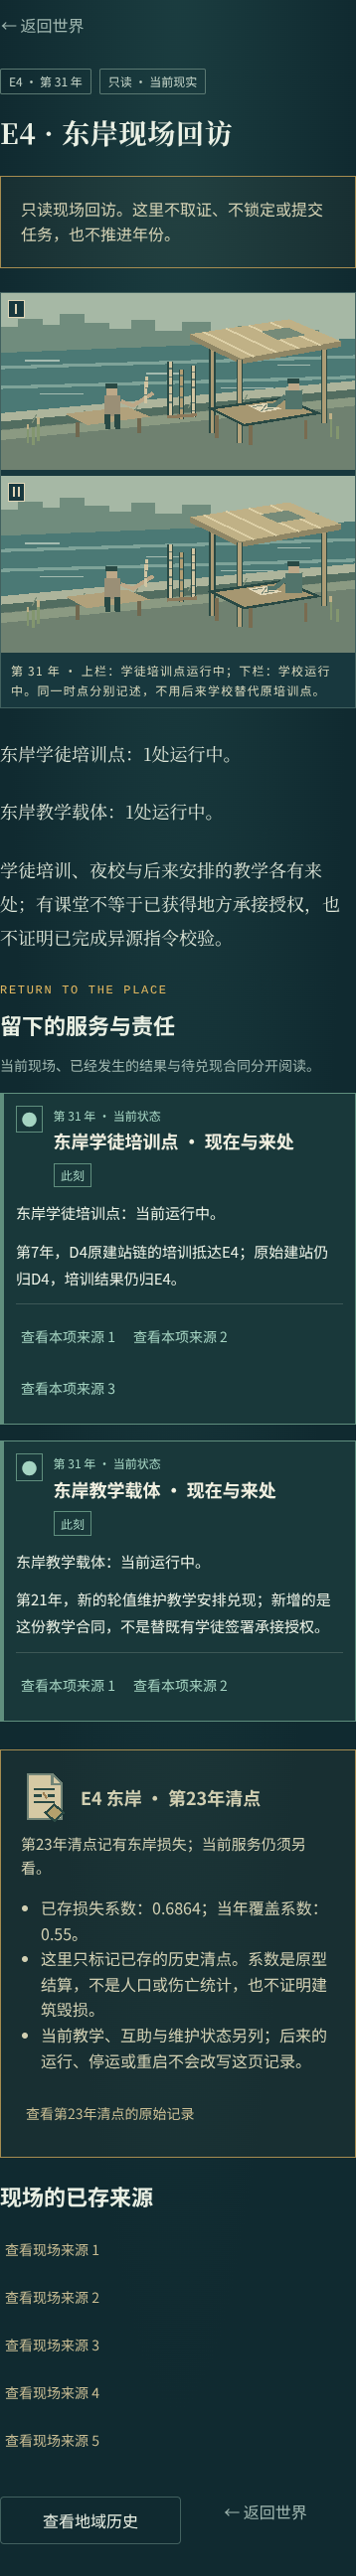 ← 返回世界
E4 · 第 31 年
只读 · 当前现实
E4 · 东岸现场回访
只读现场回访。这里不取证、不锁定或提交
任务，也不推进年份。
I
II
第 31 年 · 上栏：学徒培训点运行中；下栏：学校运行
中。同一时点分别记述，不用后来学校替代原培训点。
东岸学徒培训点：1处运行中。
东岸教学载体：1处运行中。
学徒培训、夜校与后来安排的教学各有来
处；有课堂不等于已获得地方承接授权，也
不证明已完成异源指令校验。
RETURN TO THE PLACE
留下的服务与责任
当前现场、已经发生的结果与待兑现合同分开阅读。
第 31 年 · 当前状态
东岸学徒培训点 · 现在与来处
此刻
东岸学徒培训点：当前运行中。
第7年，D4原建站链的培训抵达E4；原始建站仍
归D4，培训结果仍归E4。
查看本项来源 1
查看本项来源 2
查看本项来源 3
第 31 年 · 当前状态
东岸教学载体 · 现在与来处
此刻
东岸教学载体：当前运行中。
第21年，新的轮值维护教学安排兑现；新增的是
这份教学合同，不是替既有学徒签署承接授权。
查看本项来源 1
查看本项来源 2
E4 东岸 · 第23年清点
第23年清点记有东岸损失；当前服务仍须另
看。
• 已存损失系数：0.6864；当年覆盖系数：
0.55。
• 这里只标记已存的历史清点。系数是原型
结算，不是人口或伤亡统计，也不证明建
筑毁损。
• 当前教学、互助与维护状态另列；后来的
运行、停运或重启不会改写这页记录。
查看第23年清点的原始记录
现场的已存来源
查看现场来源 1
查看现场来源 2
查看现场来源 3
查看现场来源 4
查看现场来源 5
查看地域历史
← 返回世界